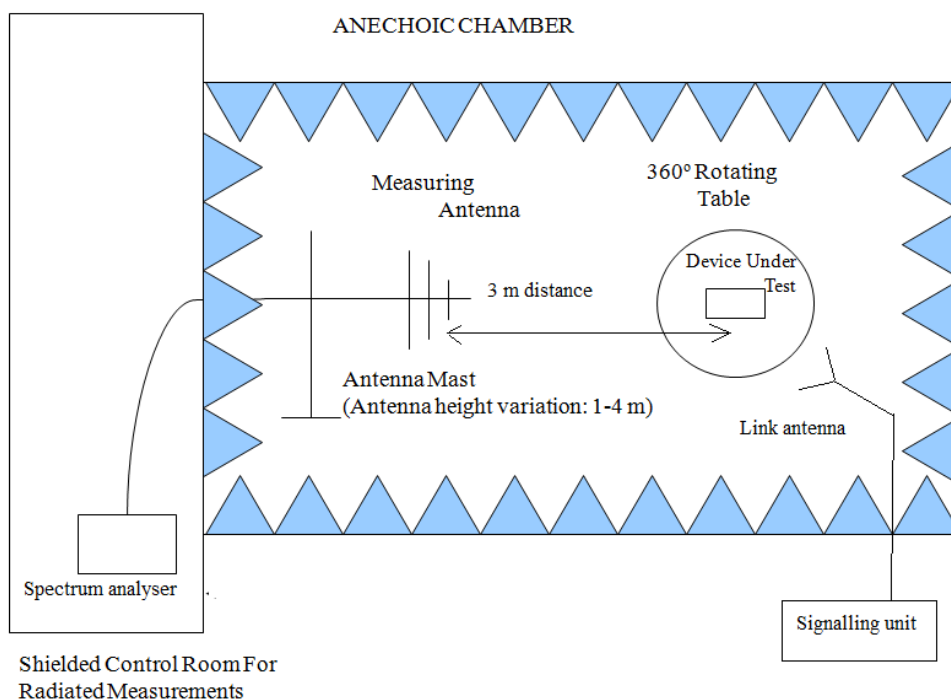 ANECHOIC CHAMBER
Measuring
Antenna
360º Rotating
Table
Device Under
Test
3 m distance
Antenna Mast
(Antenna height variation: 1-4 m)
Link antenna
Spectrum analyser
Signalling unit
Shielded Control Room For
Radiated Measurements